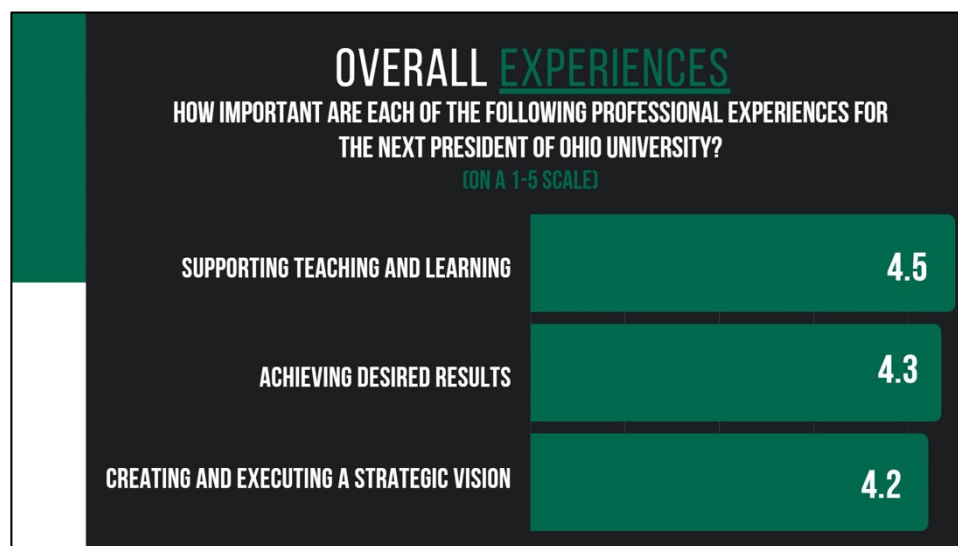 OVERALL EXPERIENCES
HOW IMPORTANT ARE EACH OF THE FOLLOWING PROFESSIONAL EXPERIENCES FOR
THE NEXT PRESIDENT OF OHIO UNIVERSITY?
(ON A 1-5 SCALE)
SUPPORTING TEACHING AND LEARNING 4.5
ACHIEVING DESIRED RESULTS 4.3
CREATING AND EXECUTING A STRATEGIC VISION 4.2